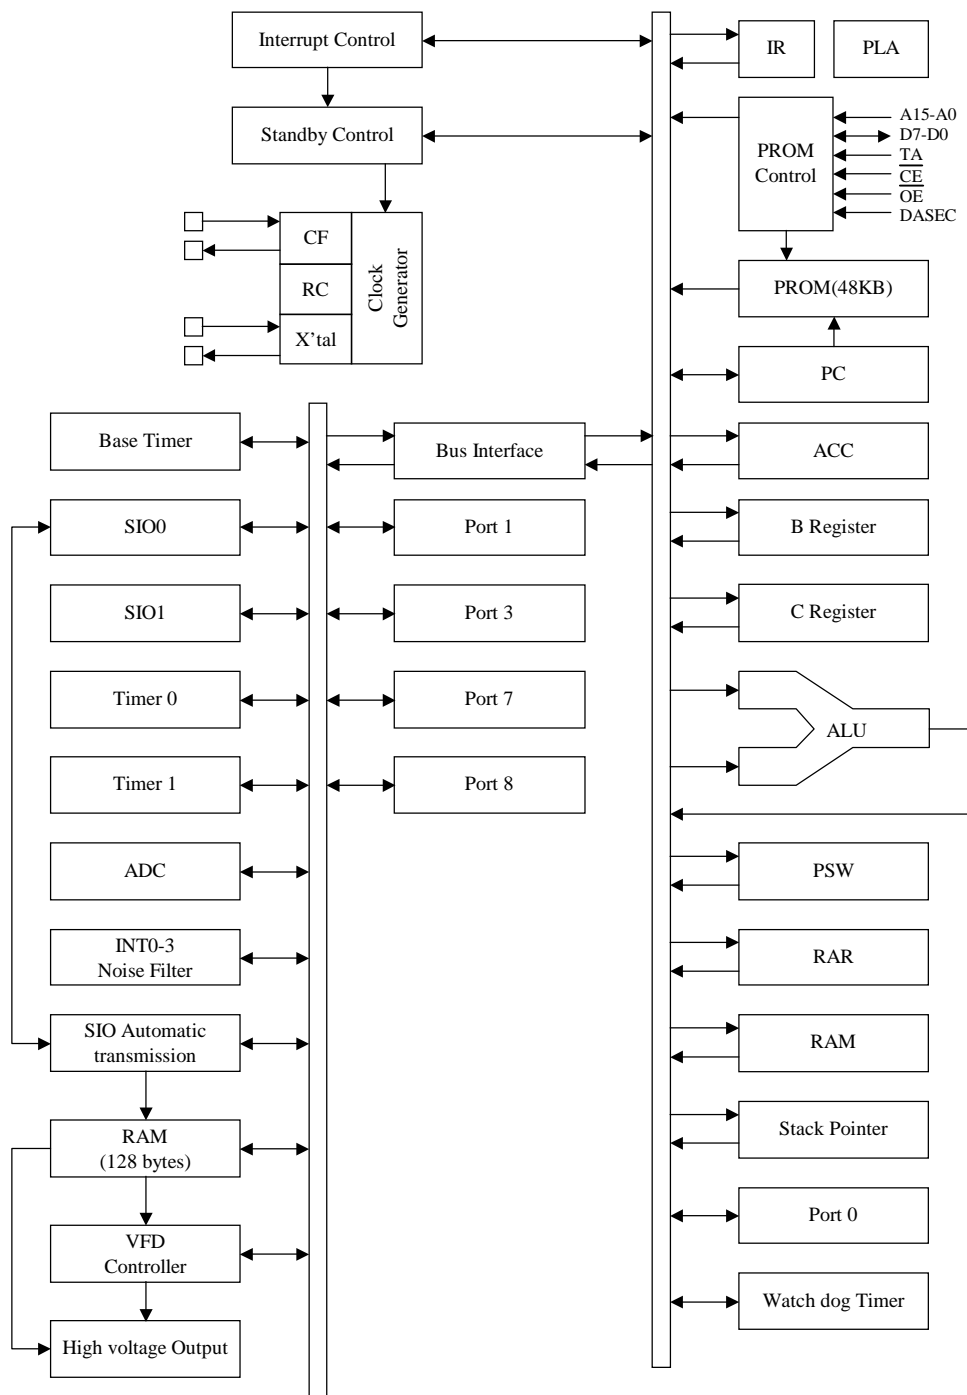 Interrupt Control
IR
PLA
Standby Control
PROM
Control
A15-A0
D7-D0
TA
CE
OE
DASEC
CF
RC
X'tal
Clock
Generator
PROM(48KB)
PC
Base Timer
Bus Interface
ACC
SIO0
Port 1
B Register
SIO1
Port 3
C Register
Timer 0
Port 7
ALU
Timer 1
Port 8
ADC
PSW
INT0-3
Noise Filter
RAR
SIO Automatic
transmission
RAM
RAM
(128 bytes)
Stack Pointer
VFD
Controller
Port 0
High voltage Output
Watch dog Timer